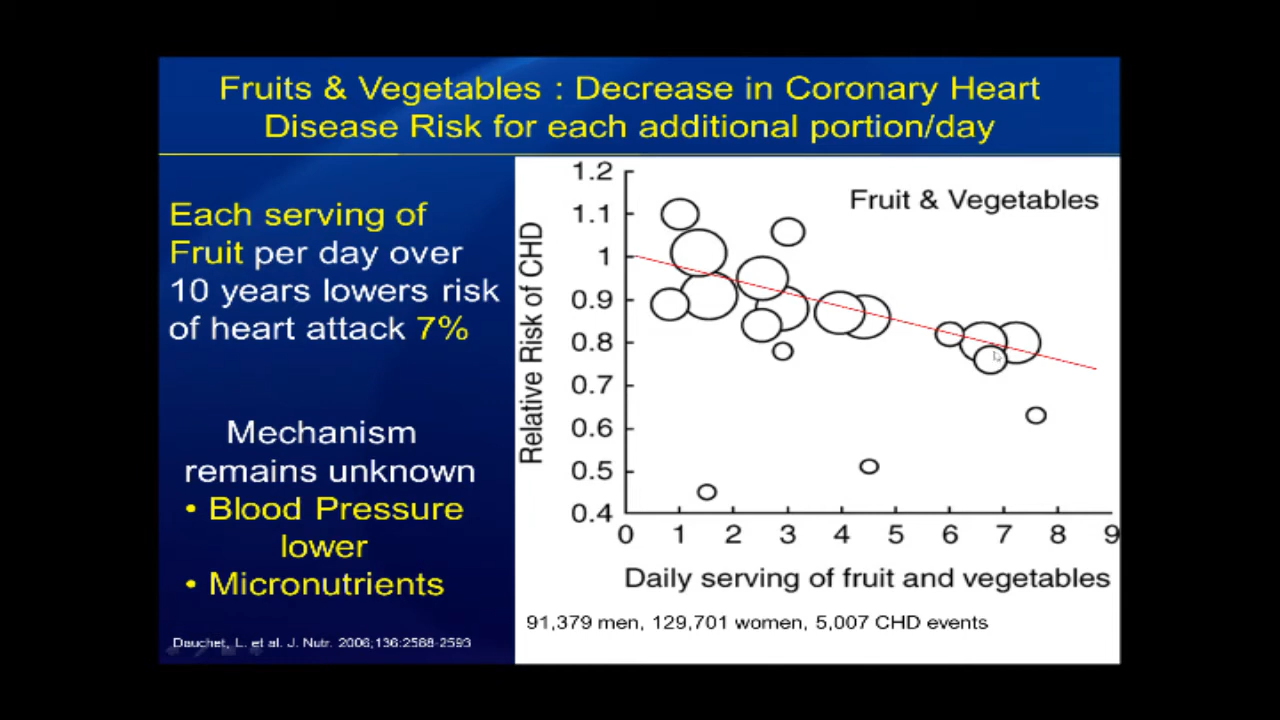 Fruits & Vegetables : Decrease in Coronary Heart
Disease Risk for each additional portion/day
Each serving of
Fruit per day over
10 years lowers risk
of heart attack 7%
Mechanism
remains unknown
• Blood Pressure
lower
• Micronutrients
Dauchet, L. et al. J. Nutr. 2006;136:2588-2593
Fruit & Vegetables
Relative Risk of CHD
1.2
1.1
1
0.9
0.8
0.7
0.6
0.5
0.4
0 1 2 3 4 5 6 7 8 9
Daily serving of fruit and vegetables
91,379 men, 129,701 women, 5,007 CHD events